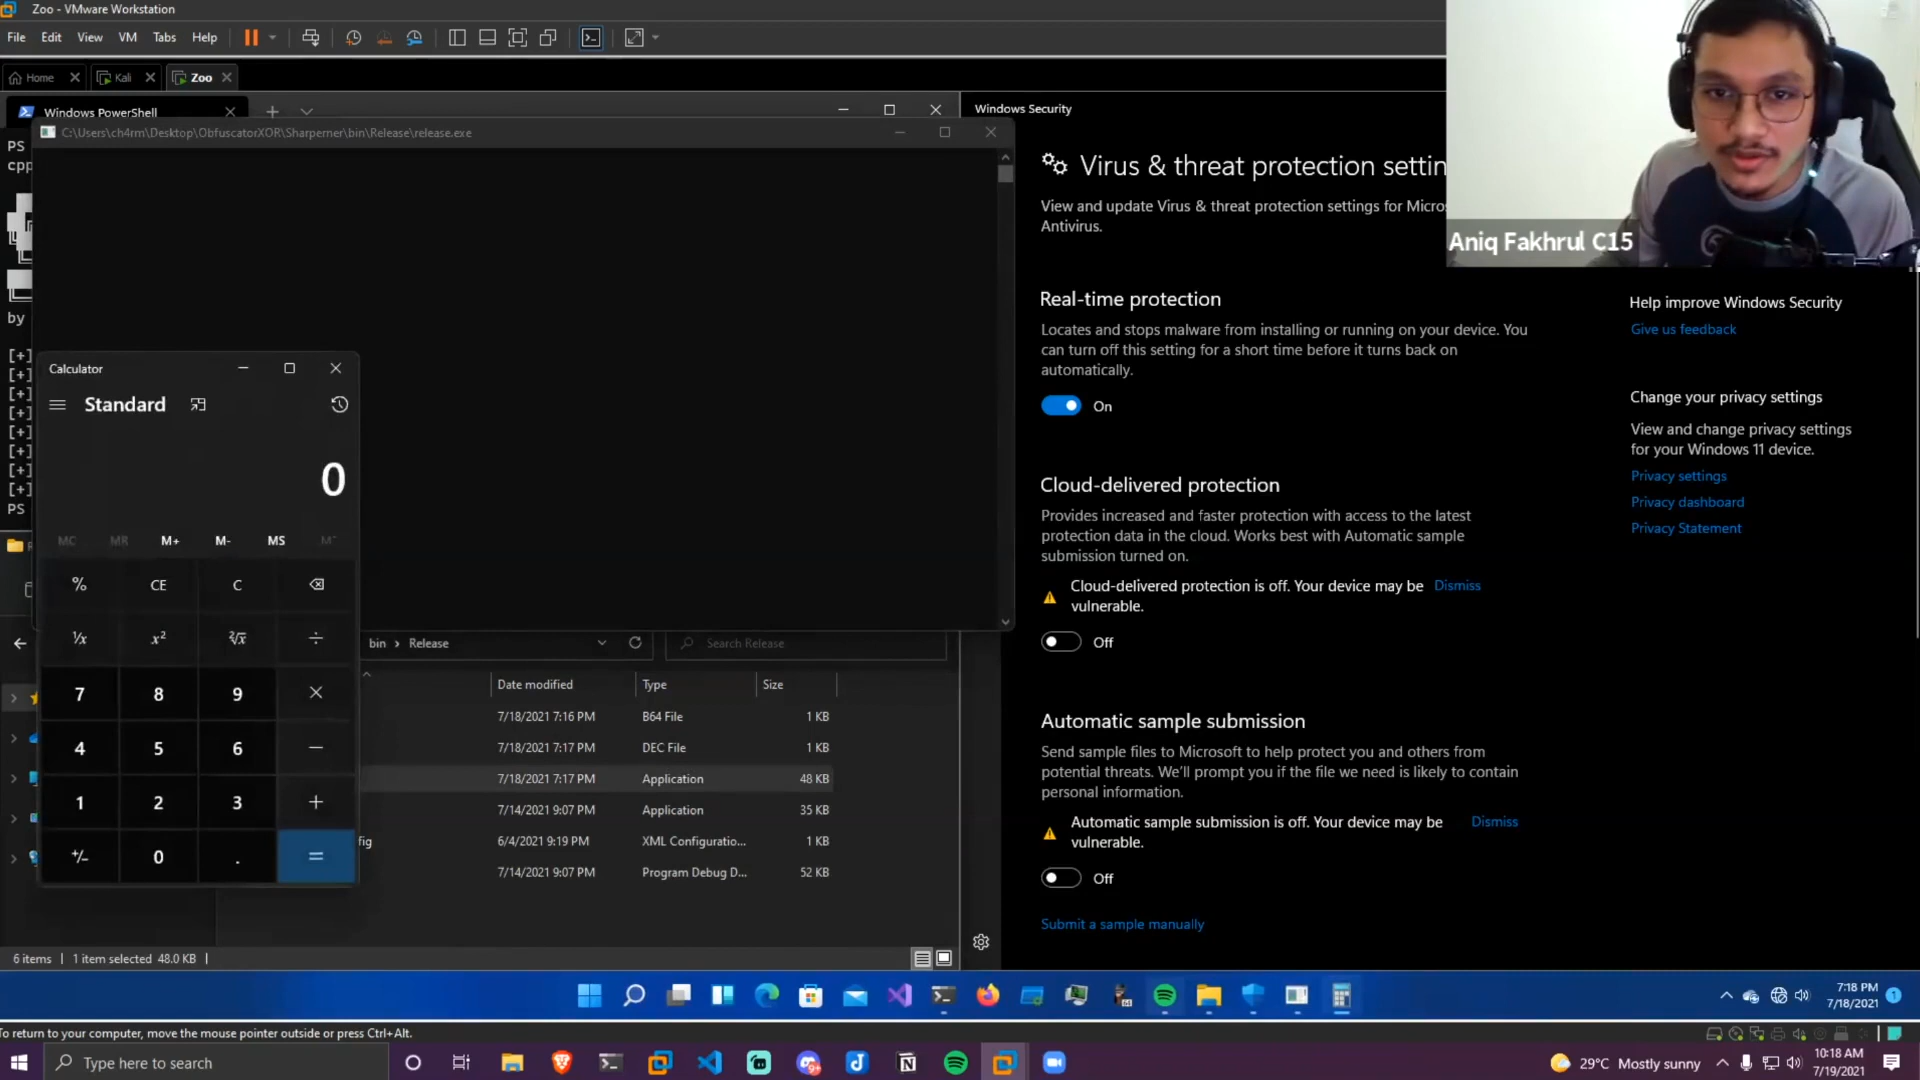 Zoo - VMware Workstation
File Edit View VM Tabs Help
Home Kali Zoo
Windows PowerShell
PS
cpp
C:\Users\ch4rm\Desktop\ObfuscatorXOR\Sharperner\bin\Release\release.exe
by
[+]
[+]
[+]
[+]
[+]
[+]
[+]
[+]
PS
Calculator
Standard
0
MC MR M+ M- MS
% CE C
¹/x x² ²√x ÷
7 8 9 ×
4 5 6 −
1 2 3 +
+/- 0 . =
bin › Release
Search Release
Date modified Type Size
7/18/2021 7:16 PM B64 File 1 KB
7/18/2021 7:17 PM DEC File 1 KB
7/18/2021 7:17 PM Application 48 KB
7/14/2021 9:07 PM Application 35 KB
fig 6/4/2021 9:19 PM XML Configuratio... 1 KB
7/14/2021 9:07 PM Program Debug D... 52 KB
6 items 1 item selected 48.0 KB
Windows Security
Virus & threat protection settin
View and update Virus & threat protection settings for Micros
Antivirus.
Real-time protection
Locates and stops malware from installing or running on your device. You
can turn off this setting for a short time before it turns back on
automatically.
On
Cloud-delivered protection
Provides increased and faster protection with access to the latest
protection data in the cloud. Works best with Automatic sample
submission turned on.
Cloud-delivered protection is off. Your device may be Dismiss
vulnerable.
Off
Automatic sample submission
Send sample files to Microsoft to help protect you and others from
potential threats. We'll prompt you if the file we need is likely to contain
personal information.
Automatic sample submission is off. Your device may be Dismiss
vulnerable.
Off
Submit a sample manually
Aniq Fakhrul C15
Help improve Windows Security
Give us feedback
Change your privacy settings
View and change privacy settings
for your Windows 11 device.
Privacy settings
Privacy dashboard
Privacy Statement
7:18 PM
7/18/2021
1
To return to your computer, move the mouse pointer outside or press Ctrl+Alt.
Type here to search
29°C Mostly sunny
10:18 AM
7/19/2021